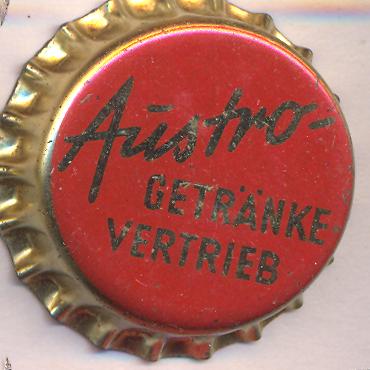 Austro-
GETRÄNKE-
VERTRIEB